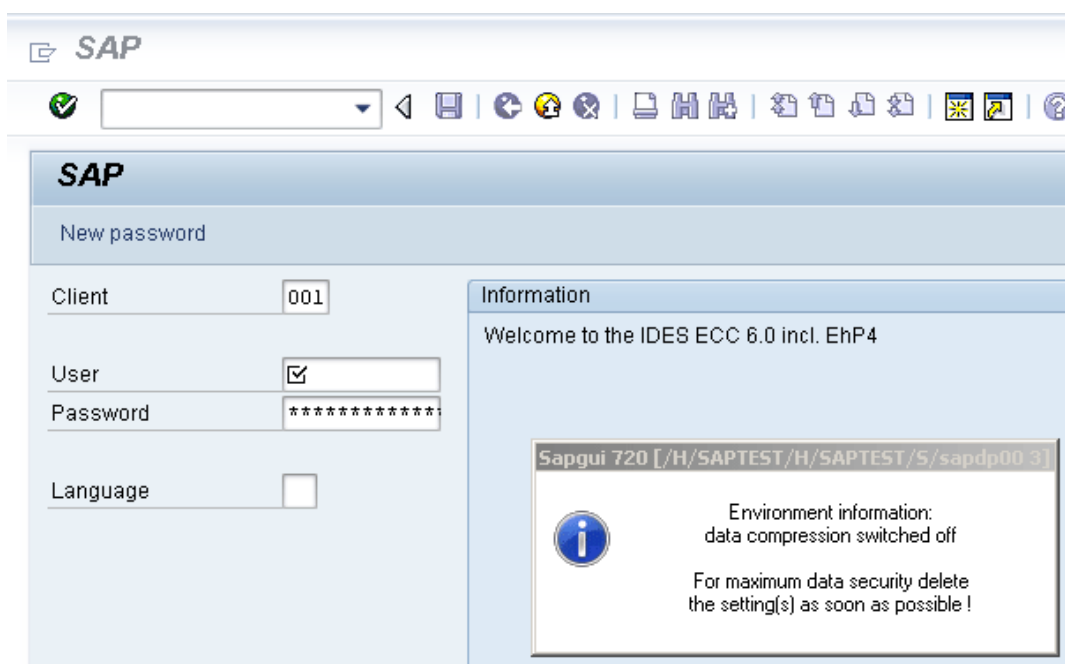 SAP
SAP
New password
Client 001
User
Password *************
Language
Information
Welcome to the IDES ECC 6.0 incl. EhP4
Sapgui 720 [/H/SAPTEST/H/SAPTEST/S/sapdp00 3]
Environment information:
data compression switched off
For maximum data security delete
the setting(s) as soon as possible !